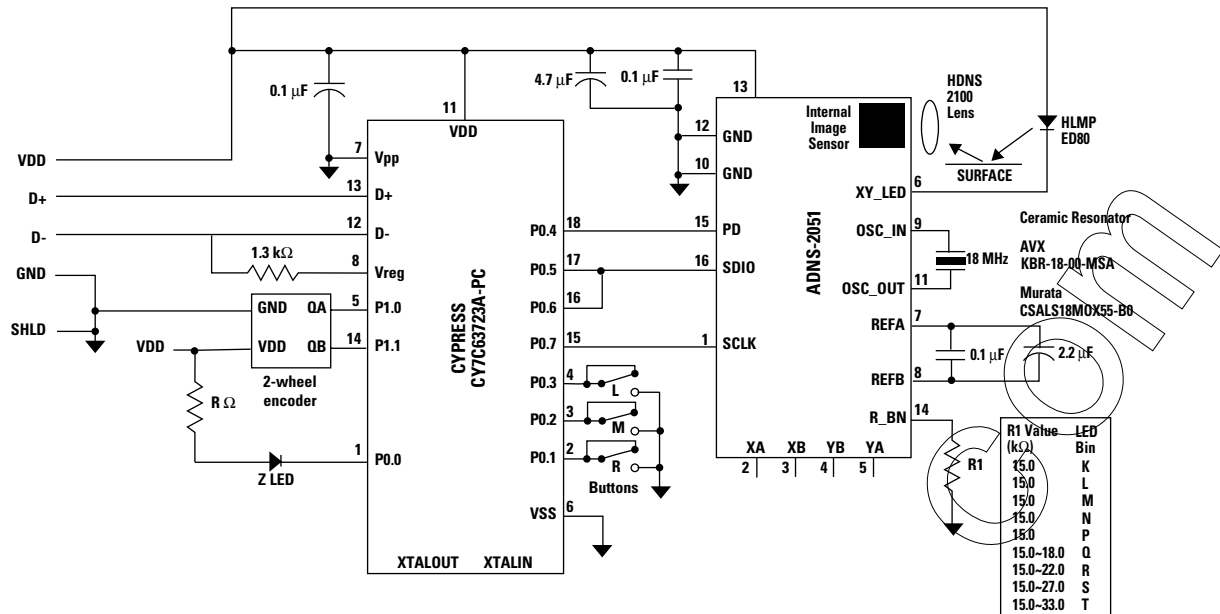 0.1 µF
4.7 µF
0.1 µF
11
VDD
13
Internal
Image
Sensor
HDNS
2100
Lens
HLMP
ED80
SURFACE
12
GND
10
GND
6
XY_LED
VDD
D+
D-
GND
SHLD
7
Vpp
13
D+
12
D-
1.3 kΩ
8
Vreg
GND
QA
5
P1.0
VDD
QB
14
P1.1
VDD
2-wheel
encoder
R Ω
Z LED
1
P0.0
CYPRESS
CY7C63723A-PC
P0.4
18
P0.5
17
16
P0.6
P0.7
15
P0.3
4
L
P0.2
3
M
P0.1
2
R
Buttons
VSS
6
XTALOUT
XTALIN
15
PD
16
SDIO
1
SCLK
ADNS-2051
OSC_IN
9
18 MHz
OSC_OUT
11
Ceramic Resonator
AVX
KBR-18-00-MSA
Murata
CSALS18MOX55-B0
REFA
7
0.1 µF
2.2 µF
REFB
8
R_BN
14
R1
XA
XB
YB
YA
2
3
4
5
R1 Value LED
(kΩ) Bin
15.0 K
15.0 L
15.0 M
15.0 N
15.0 P
15.0~18.0 Q
15.0~22.0 R
15.0~27.0 S
15.0~33.0 T
Com